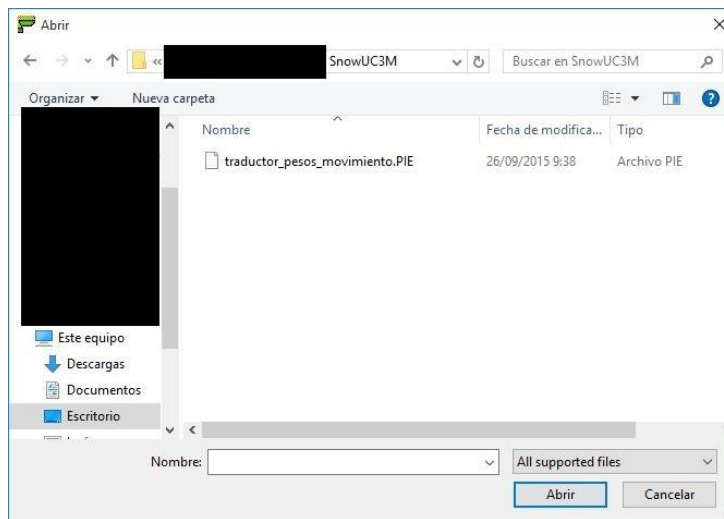 Abrir
« SnowUC3M Buscar en SnowUC3M
Organizar Nueva carpeta
Nombre Fecha de modifica... Tipo
traductor_pesos_movimiento.PIE 26/09/2015 9:38 Archivo PIE
Este equipo
Descargas
Documentos
Escritorio
Nombre: All supported files
Abrir Cancelar